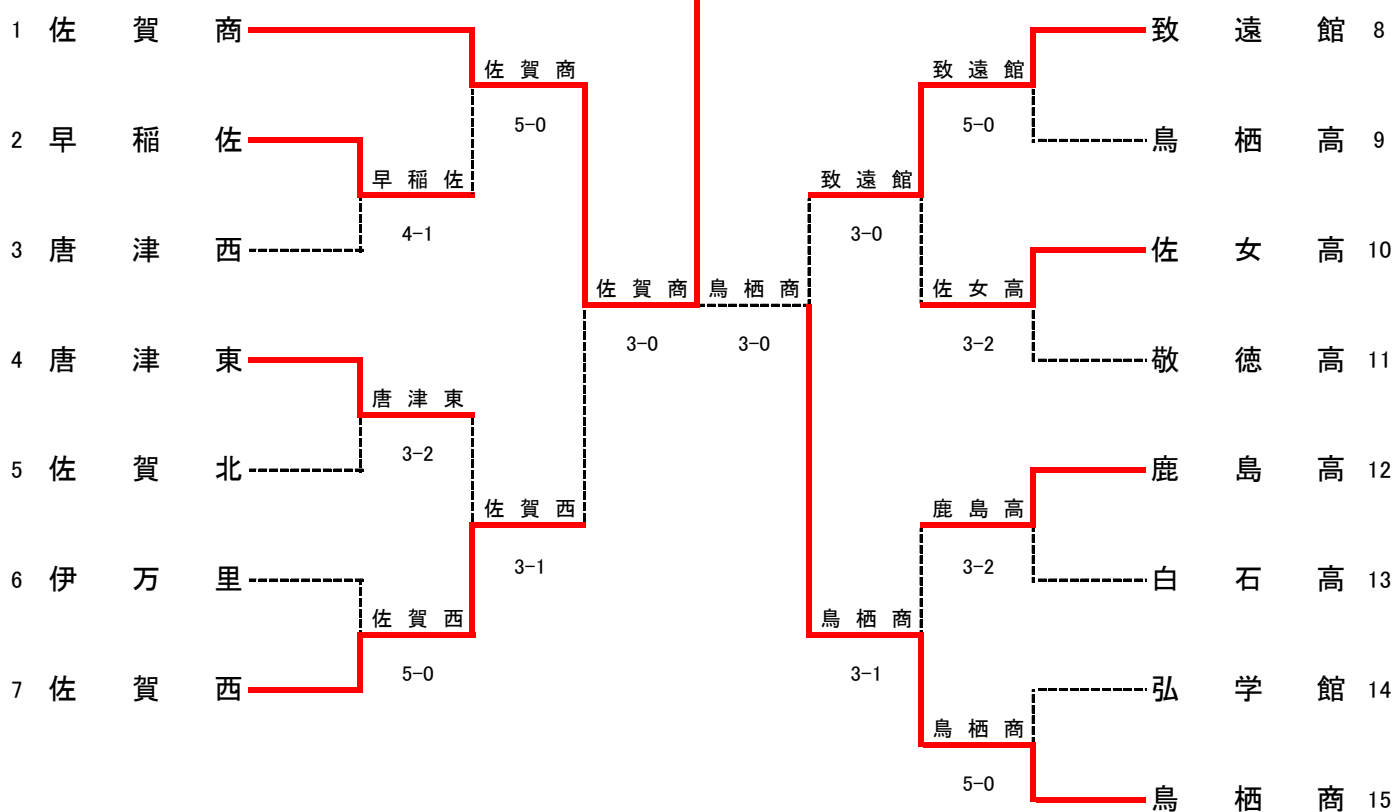 1 佐賀商
致遠館 8
佐賀商
致遠館
5-0
5-0
2 早稲佐
鳥栖高 9
早稲佐
致遠館
4-1
3-0
3 唐津西
佐女高 10
佐賀商
鳥栖商
佐女高
3-0
3-0
3-2
4 唐津東
敬徳高 11
唐津東
3-2
5 佐賀北
鹿島高 12
佐賀西
鹿島高
3-1
3-2
6 伊万里
白石高 13
佐賀西
鳥栖商
5-0
3-1
7 佐賀西
弘学館 14
鳥栖商
5-0
鳥栖商 15